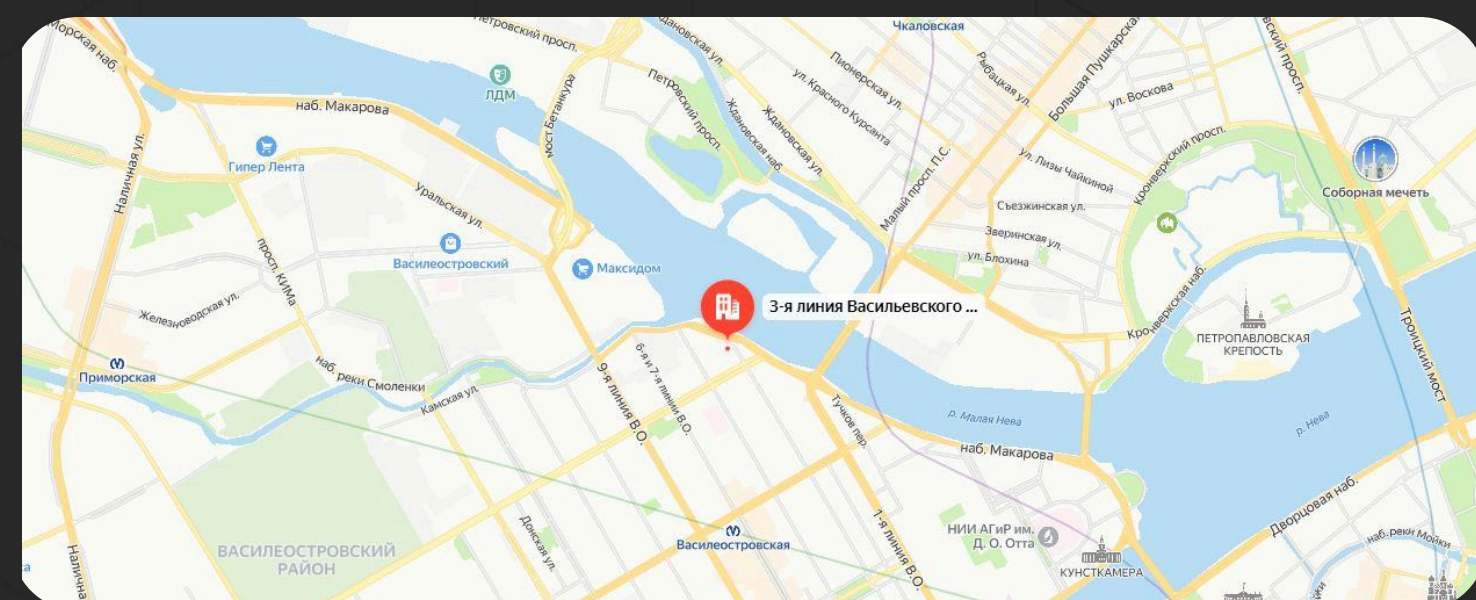 Морская наб.
Петровский просп.
Ждановская ул.
Чкаловская
Большая Пушкарская
ЛДМ
наб. Макарова
мост Бетанкура
Петровский просп.
Ждановская наб.
Ждановская ул.
Пионерская ул.
ул. Красного Курсанта
Рыбацкая ул.
ул. Воскова
Кронверкский просп.
Гипер Лента
Наличная ул.
Уральская ул.
Малый просп. П.С.
ул. Лизы Чайкиной
Соборная мечеть
Съезжинская ул.
Зверинская ул.
ул. Блохина
просп. КИМа
Василеостровский
Максидом
3-я линия Васильевского ...
Железноводская ул.
Кронверкская наб.
ПЕТРОПАВЛОВСКАЯ
КРЕПОСТЬ
Троицкий мост
Приморская
наб. реки Смоленки
Камская ул.
6-я и 7-я линии В.О.
9-я линия В.О.
Тучков пер.
р. Малая Нева
р. Нева
наб. Макарова
Дворцовая наб.
ВАСИЛЕОСТРОВСКИЙ
РАЙОН
Донская ул.
Василеостровская
1-я линия В.О.
НИИ АГиР им.
Д. О. Отта
КУНСТКАМЕРА
наб. реки Мойки